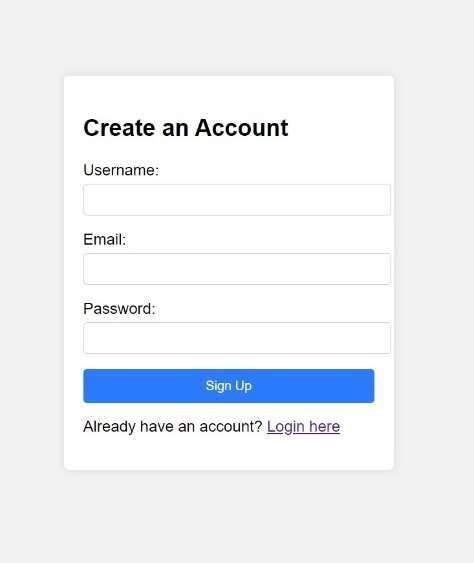 Create an Account
Username:
Email:
Password:
Sign Up
Already have an account? Login here